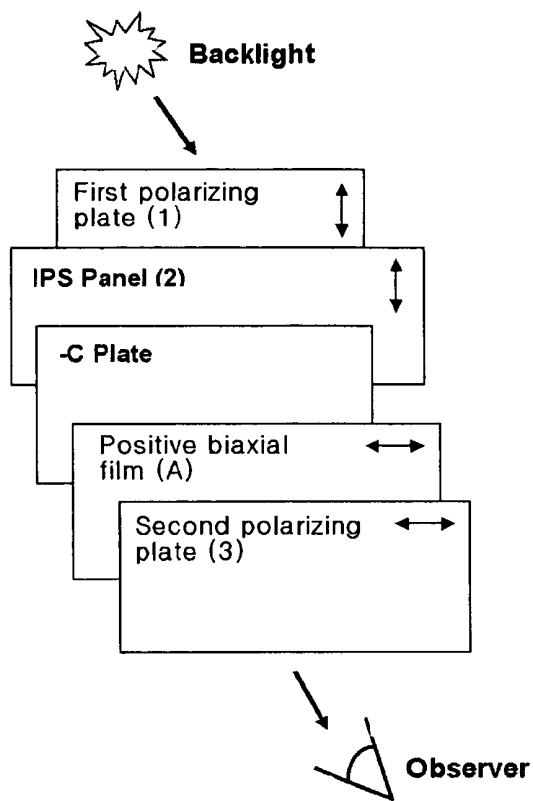 Backlight
First polarizing
plate (1)
IPS Panel (2)
-C Plate
Positive biaxial
film (A)
Second polarizing
plate (3)
Observer